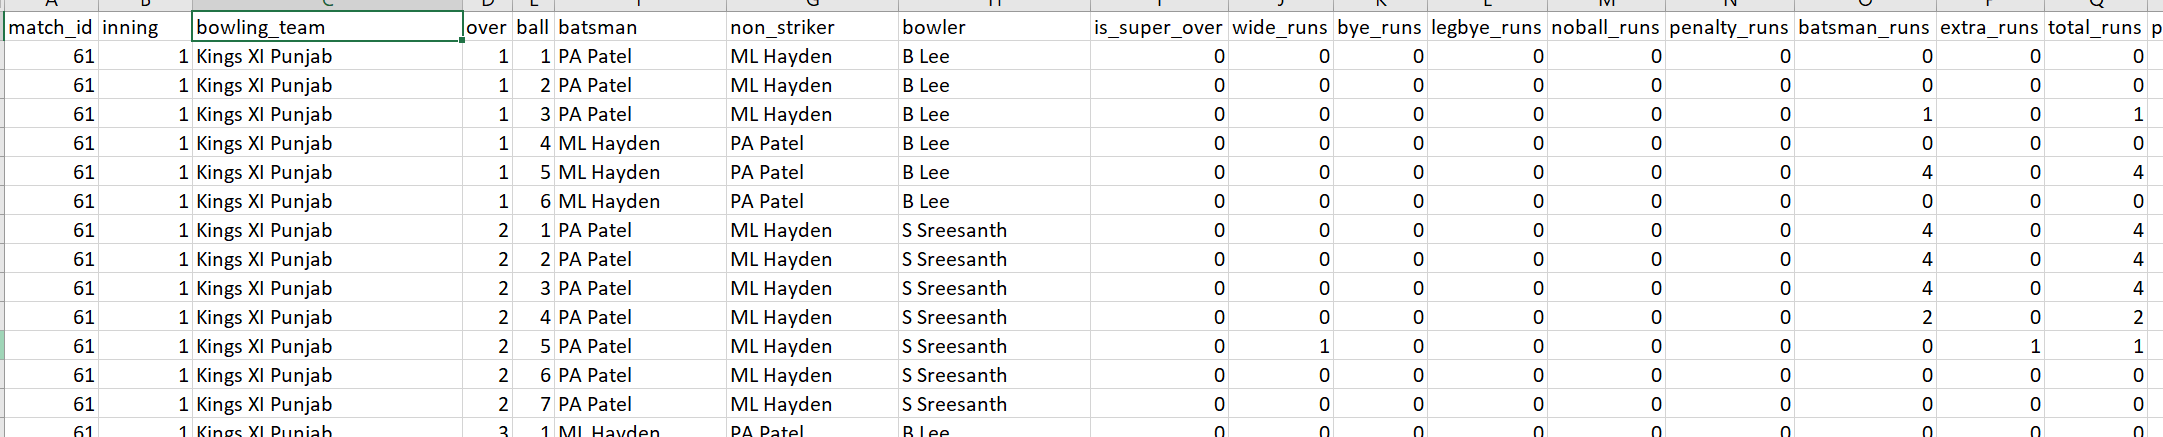 match_id inning bowling_team over ball batsman non_striker bowler is_super_over wide_runs bye_runs legbye_runs noball_runs penalty_runs batsman_runs extra_runs total_runs
61 1 Kings XI Punjab 1 1 PA Patel ML Hayden B Lee 0 0 0 0 0 0 0 0 0
61 1 Kings XI Punjab 1 2 PA Patel ML Hayden B Lee 0 0 0 0 0 0 0 0 0
61 1 Kings XI Punjab 1 3 PA Patel ML Hayden B Lee 0 0 0 0 0 0 1 0 1
61 1 Kings XI Punjab 1 4 ML Hayden PA Patel B Lee 0 0 0 0 0 0 0 0 0
61 1 Kings XI Punjab 1 5 ML Hayden PA Patel B Lee 0 0 0 0 0 0 4 0 4
61 1 Kings XI Punjab 1 6 ML Hayden PA Patel B Lee 0 0 0 0 0 0 0 0 0
61 1 Kings XI Punjab 2 1 PA Patel ML Hayden S Sreesanth 0 0 0 0 0 0 4 0 4
61 1 Kings XI Punjab 2 2 PA Patel ML Hayden S Sreesanth 0 0 0 0 0 0 4 0 4
61 1 Kings XI Punjab 2 3 PA Patel ML Hayden S Sreesanth 0 0 0 0 0 0 4 0 4
61 1 Kings XI Punjab 2 4 PA Patel ML Hayden S Sreesanth 0 0 0 0 0 0 2 0 2
61 1 Kings XI Punjab 2 5 PA Patel ML Hayden S Sreesanth 0 1 0 0 0 0 0 1 1
61 1 Kings XI Punjab 2 6 PA Patel ML Hayden S Sreesanth 0 0 0 0 0 0 0 0 0
61 1 Kings XI Punjab 2 7 PA Patel ML Hayden S Sreesanth 0 0 0 0 0 0 0 0 0
61 1 Kings XI Punjab 3 1 ML Hayden PA Patel B Lee 0 0 0 0 0 0 0 0 0